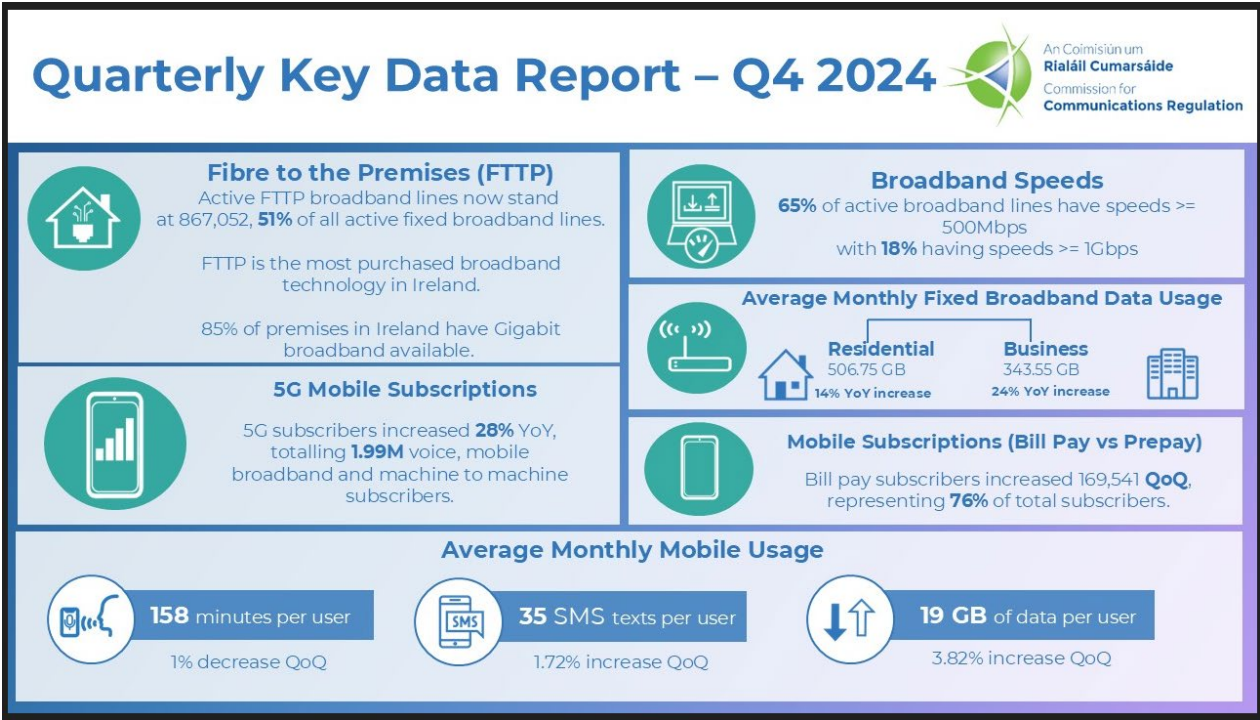 Quarterly Key Data Report – Q4 2024
An Coimisiún um
Rialáil Cumarsáide
Commission for
Communications Regulation
Fibre to the Premises (FTTP)
Active FTTP broadband lines now stand
at 867,052, 51% of all active fixed broadband lines.
FTTP is the most purchased broadband
technology in Ireland.
85% of premises in Ireland have Gigabit
broadband available.
Broadband Speeds
65% of active broadband lines have speeds >=
500Mbps
with 18% having speeds >= 1Gbps
Average Monthly Fixed Broadband Data Usage
Residential
506.75 GB
14% YoY increase
Business
343.55 GB
24% YoY increase
5G Mobile Subscriptions
5G subscribers increased 28% YoY,
totalling 1.99M voice, mobile
broadband and machine to machine
subscribers.
Mobile Subscriptions (Bill Pay vs Prepay)
Bill pay subscribers increased 169,541 QoQ,
representing 76% of total subscribers.
Average Monthly Mobile Usage
158 minutes per user
1% decrease QoQ
SMS
35 SMS texts per user
1.72% increase QoQ
19 GB of data per user
3.82% increase QoQ